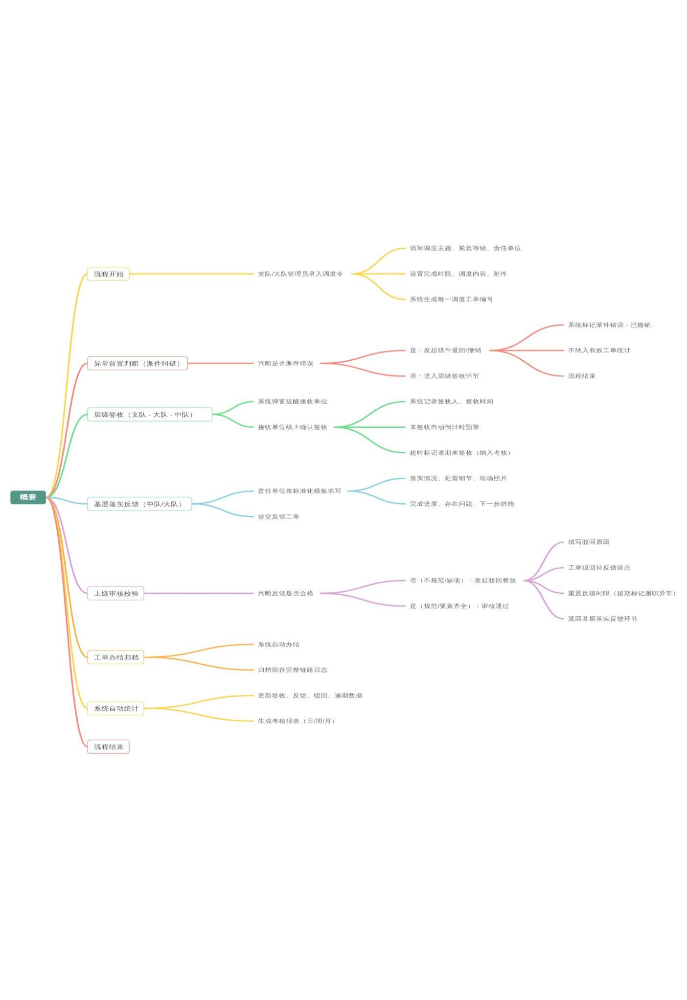 概要
流程开始
支队/大队管理员录入调度令
填写调度主题、紧急等级、责任单位
设置完成时限、调度内容、附件
系统生成唯一调度工单编号
异常前置判断（派件纠错）
判断是否派件错误
是：发起错件退回/撤销
系统标记派件错误 - 已撤销
不纳入有效工单统计
流程结束
否：进入层级签收环节
层级签收（支队 - 大队 - 中队）
系统弹窗提醒接收单位
接收单位线上确认签收
系统记录签收人、签收时间
未签收自动倒计时预警
超时标记逾期未签收（纳入考核）
基层落实反馈（中队/大队）
责任单位按标准化模板填写
落实情况、处置细节、现场照片
完成进度、存在问题、下一步措施
提交反馈工单
上级审核校验
判断反馈是否合格
否（不规范/缺项）：发起驳回整改
填写驳回原因
工单退回待反馈状态
重置反馈时限（超期标记履职异常）
返回基层落实反馈环节
是（规范/要素齐全）：审核通过
工单办结归档
系统自动办结
归档留存完整链路日志
系统自动统计
更新签收、反馈、驳回、逾期数据
生成考核报表（日/周/月）
流程结束